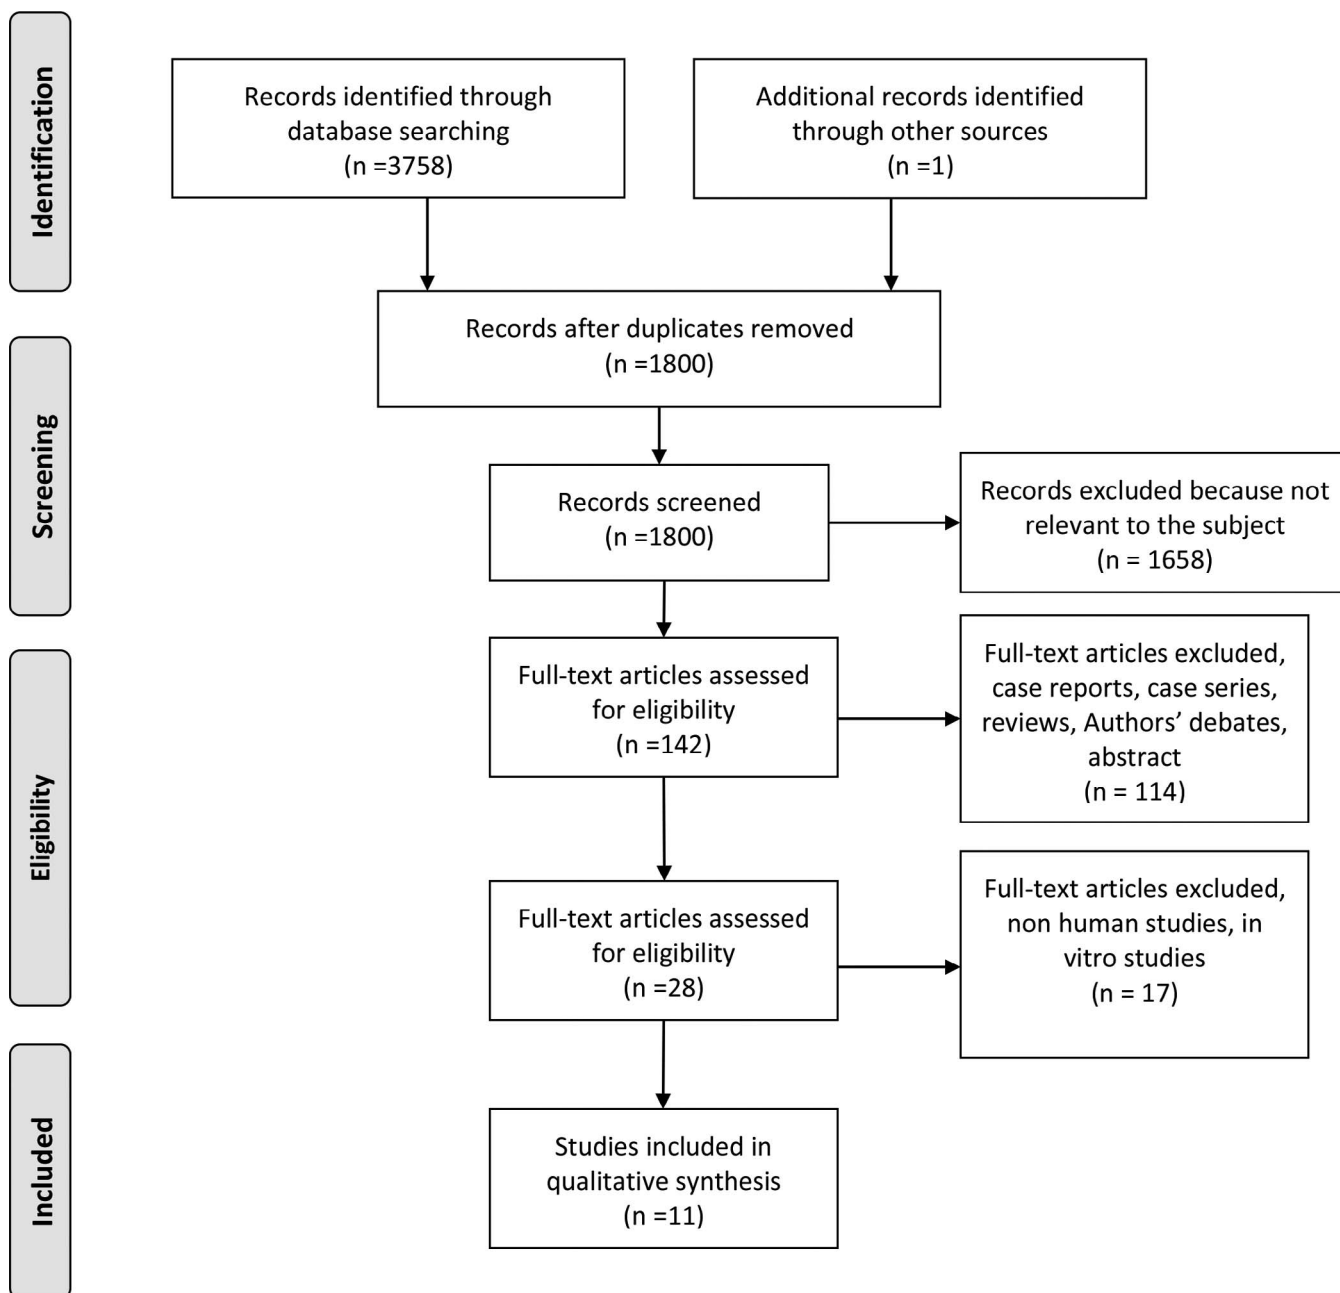 Identification
Records identified through
database searching
(n =3758)
Additional records identified
through other sources
(n =1)
Records after duplicates removed
(n =1800)
Screening
Records screened
(n =1800)
Records excluded because not
relevant to the subject
(n = 1658)
Eligibility
Full-text articles assessed
for eligibility
(n =142)
Full-text articles excluded,
case reports, case series,
reviews, Authors’ debates,
abstract
(n = 114)
Full-text articles assessed
for eligibility
(n =28)
Full-text articles excluded,
non human studies, in
vitro studies
(n = 17)
Included
Studies included in
qualitative synthesis
(n =11)